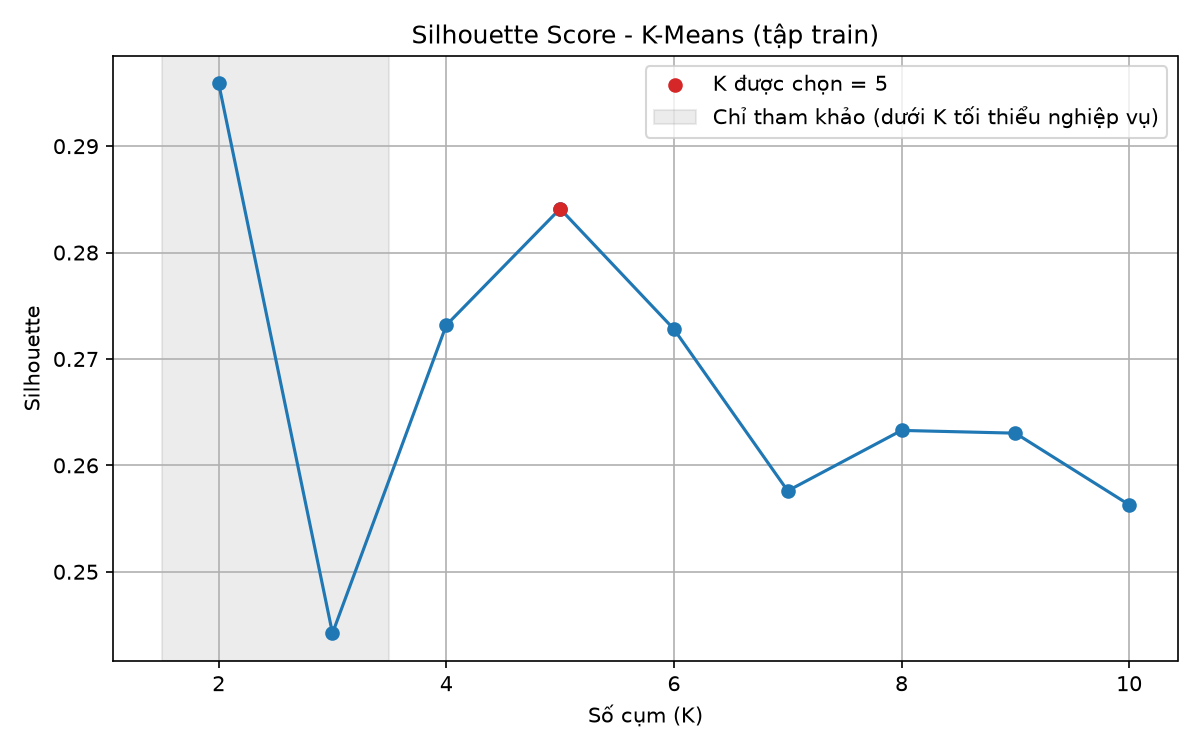 Silhouette Score - K-Means (tập train)
K được chọn = 5
Chỉ tham khảo (dưới K tối thiểu nghiệp vụ)
Silhouette
0.29
0.28
0.27
0.26
0.25
2 4 6 8 10
Số cụm (K)